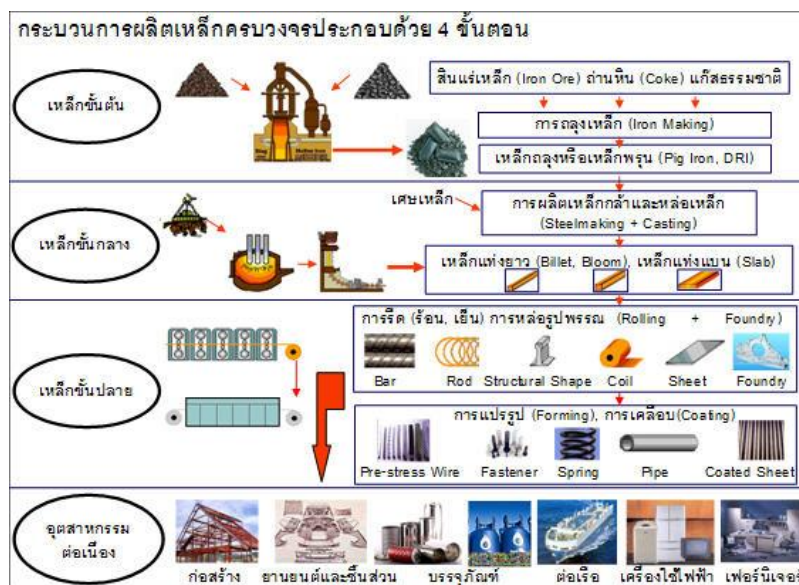 กระบวนการผลิตเหล็กครบวงจรประกอบด้วย 4 ขั้นตอน
เหล็กขั้นต้น
สินแร่เหล็ก (Iron Ore) ถ่านหิน (Coke) แก๊สธรรมชาติ
การถลุงเหล็ก (Iron Making)
เหล็กถลุงหรือเหล็กพรุน (Pig Iron, DRI)
เหล็กขั้นกลาง
เศษเหล็ก
การผลิตเหล็กกล้าและหล่อเหล็ก
(Steelmaking + Casting)
เหล็กแท่งยาว (Billet, Bloom), เหล็กแท่งแบน (Slab)
เหล็กขั้นปลาย
การรีด (ร้อน, เย็น) การหล่อรูปพรรณ (Rolling + Foundry)
Bar Rod Structural Shape Coil Sheet Foundry
การแปรรูป (Forming), การเคลือบ(Coating)
Pre-stress Wire Fastener Spring Pipe Coated Sheet
อุตสาหกรรม
ต่อเนื่อง
ก่อสร้าง ยานยนต์และชิ้นส่วน บรรจุภัณฑ์ ต่อเรือ เครื่องใช้ไฟฟ้า เฟอร์นิเจอร์